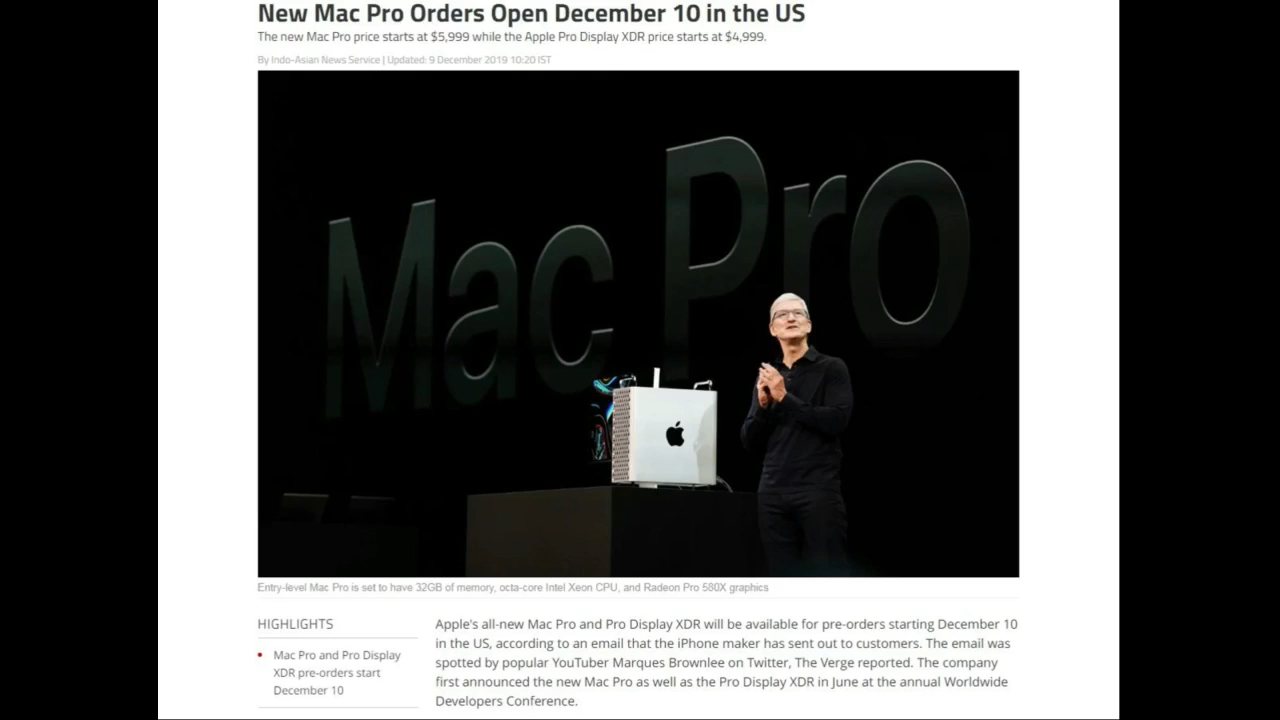 New Mac Pro Orders Open December 10 in the US
The new Mac Pro price starts at $5,999 while the Apple Pro Display XDR price starts at $4,999.
By Indo-Asian News Service | Updated: 9 December 2019 10:20 IST
Mac Pro
Entry-level Mac Pro is set to have 32GB of memory, octa-core Intel Xeon CPU, and Radeon Pro 580X graphics
HIGHLIGHTS
Mac Pro and Pro Display
XDR pre-orders start
December 10
Apple's all-new Mac Pro and Pro Display XDR will be available for pre-orders starting December 10
in the US, according to an email that the iPhone maker has sent out to customers. The email was
spotted by popular YouTuber Marques Brownlee on Twitter, The Verge reported. The company
first announced the new Mac Pro as well as the Pro Display XDR in June at the annual Worldwide
Developers Conference.